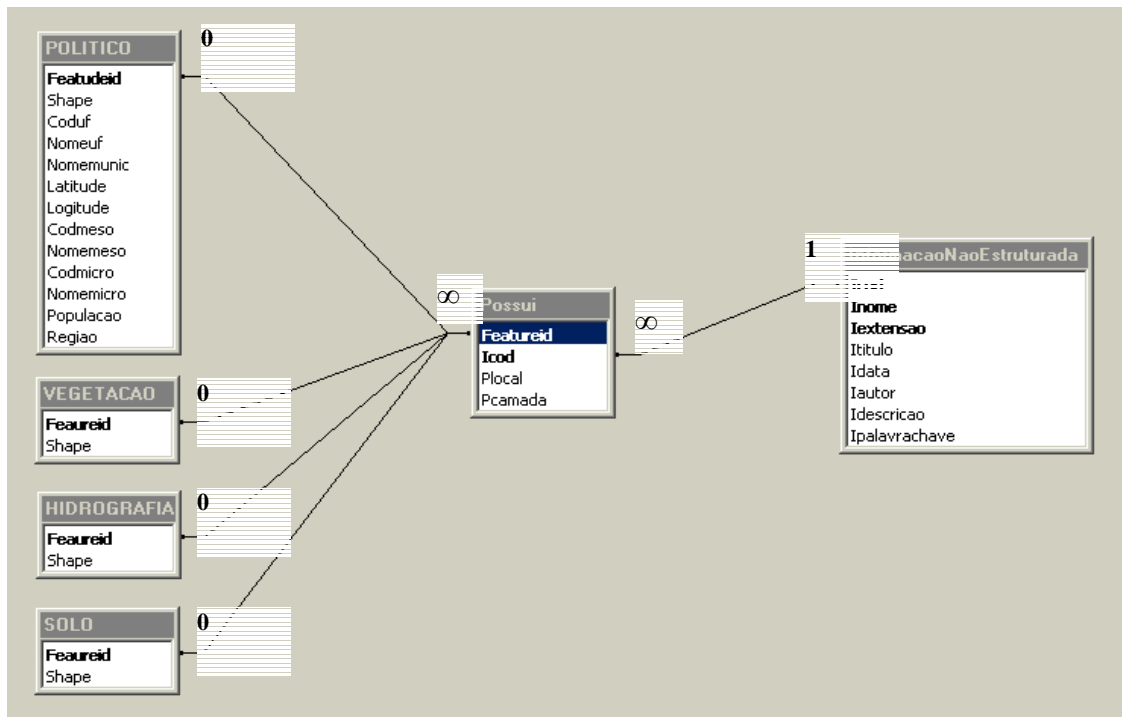 POLITICO
0
Featudeid
Shape
Coduf
Nomeuf
Nomemunic
Latitude
Logitude
Codmeso
Nomemeso
Codmicro
Nomemicro
Populacao
Regiao
VEGETACAO
0
Feaureid
Shape
HIDROGRAFIA
0
Feaureid
Shape
SOLO
0
Feaureid
Shape
∞
Possui
Featureid
Icod
Plocal
Pcamada
∞
1
macaoNaoEstruturada
Inome
Iextensao
Ititulo
Idata
Iautor
Idescricao
Ipalavrachave